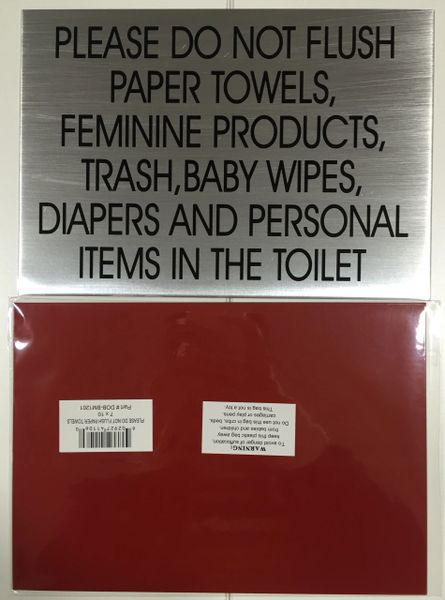 PLEASE DO NOT FLUSH
PAPER TOWELS,
FEMININE PRODUCTS,
TRASH,BABY WIPES,
DIAPERS AND PERSONAL
ITEMS IN THE TOILET
PLEASE DO NOT FLUSH PAPER TOWELS
7 x 10
Part # DOB-BM1201
WARNING:
To avoid danger of suffocation,
keep this plastic bag away
from babies and children.
Do not use this bag in cribs, beds,
carriages or play pens.
This bag is not a toy.